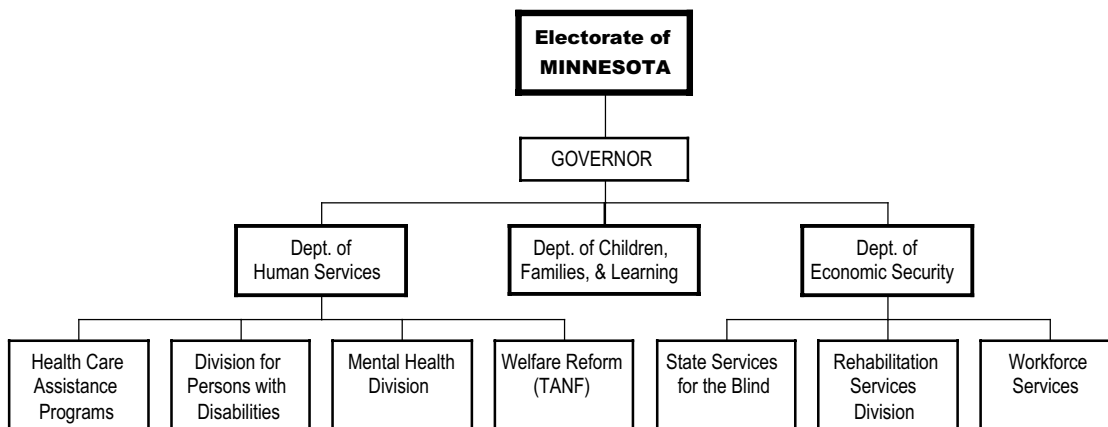 Electorate of
MINNESOTA
GOVERNOR
Dept. of
Human Services
Dept. of Children,
Families, & Learning
Dept. of
Economic Security
Health Care
Assistance
Programs
Division for
Persons with
Disabilities
Mental Health
Division
Welfare Reform
(TANF)
State Services
for the Blind
Rehabilitation
Services
Division
Workforce
Services